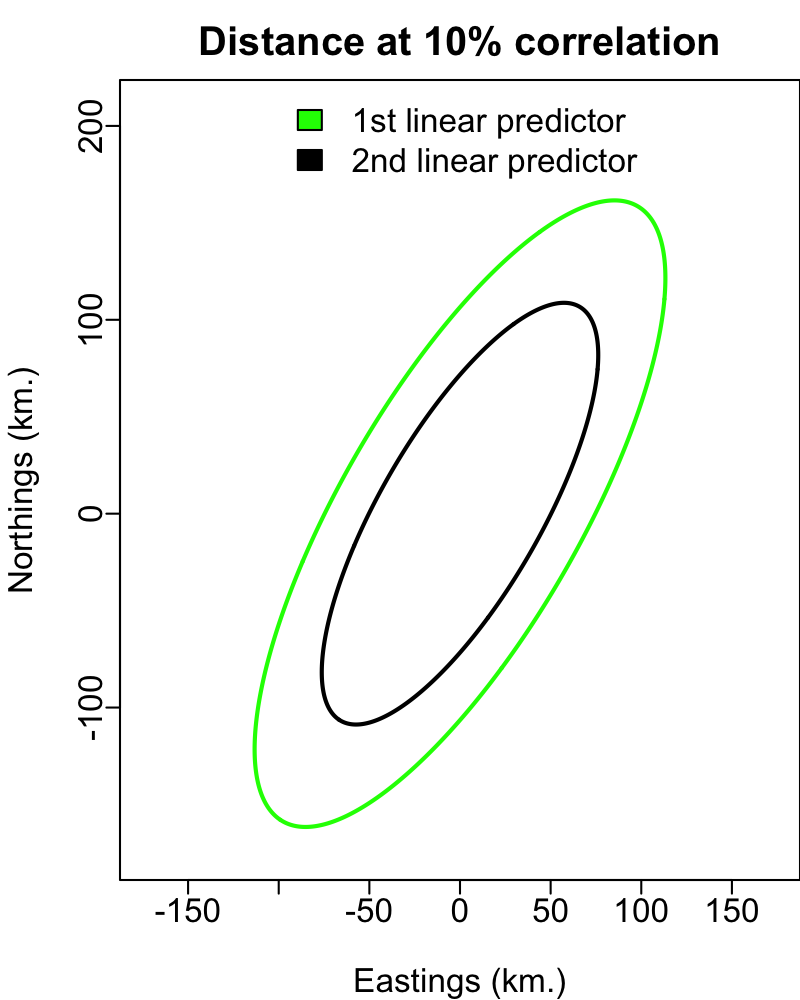 Distance at 10% correlation
1st linear predictor
2nd linear predictor
200
100
0
-100
Northings (km.)
-150 -50 0 50 100 150
Eastings (km.)